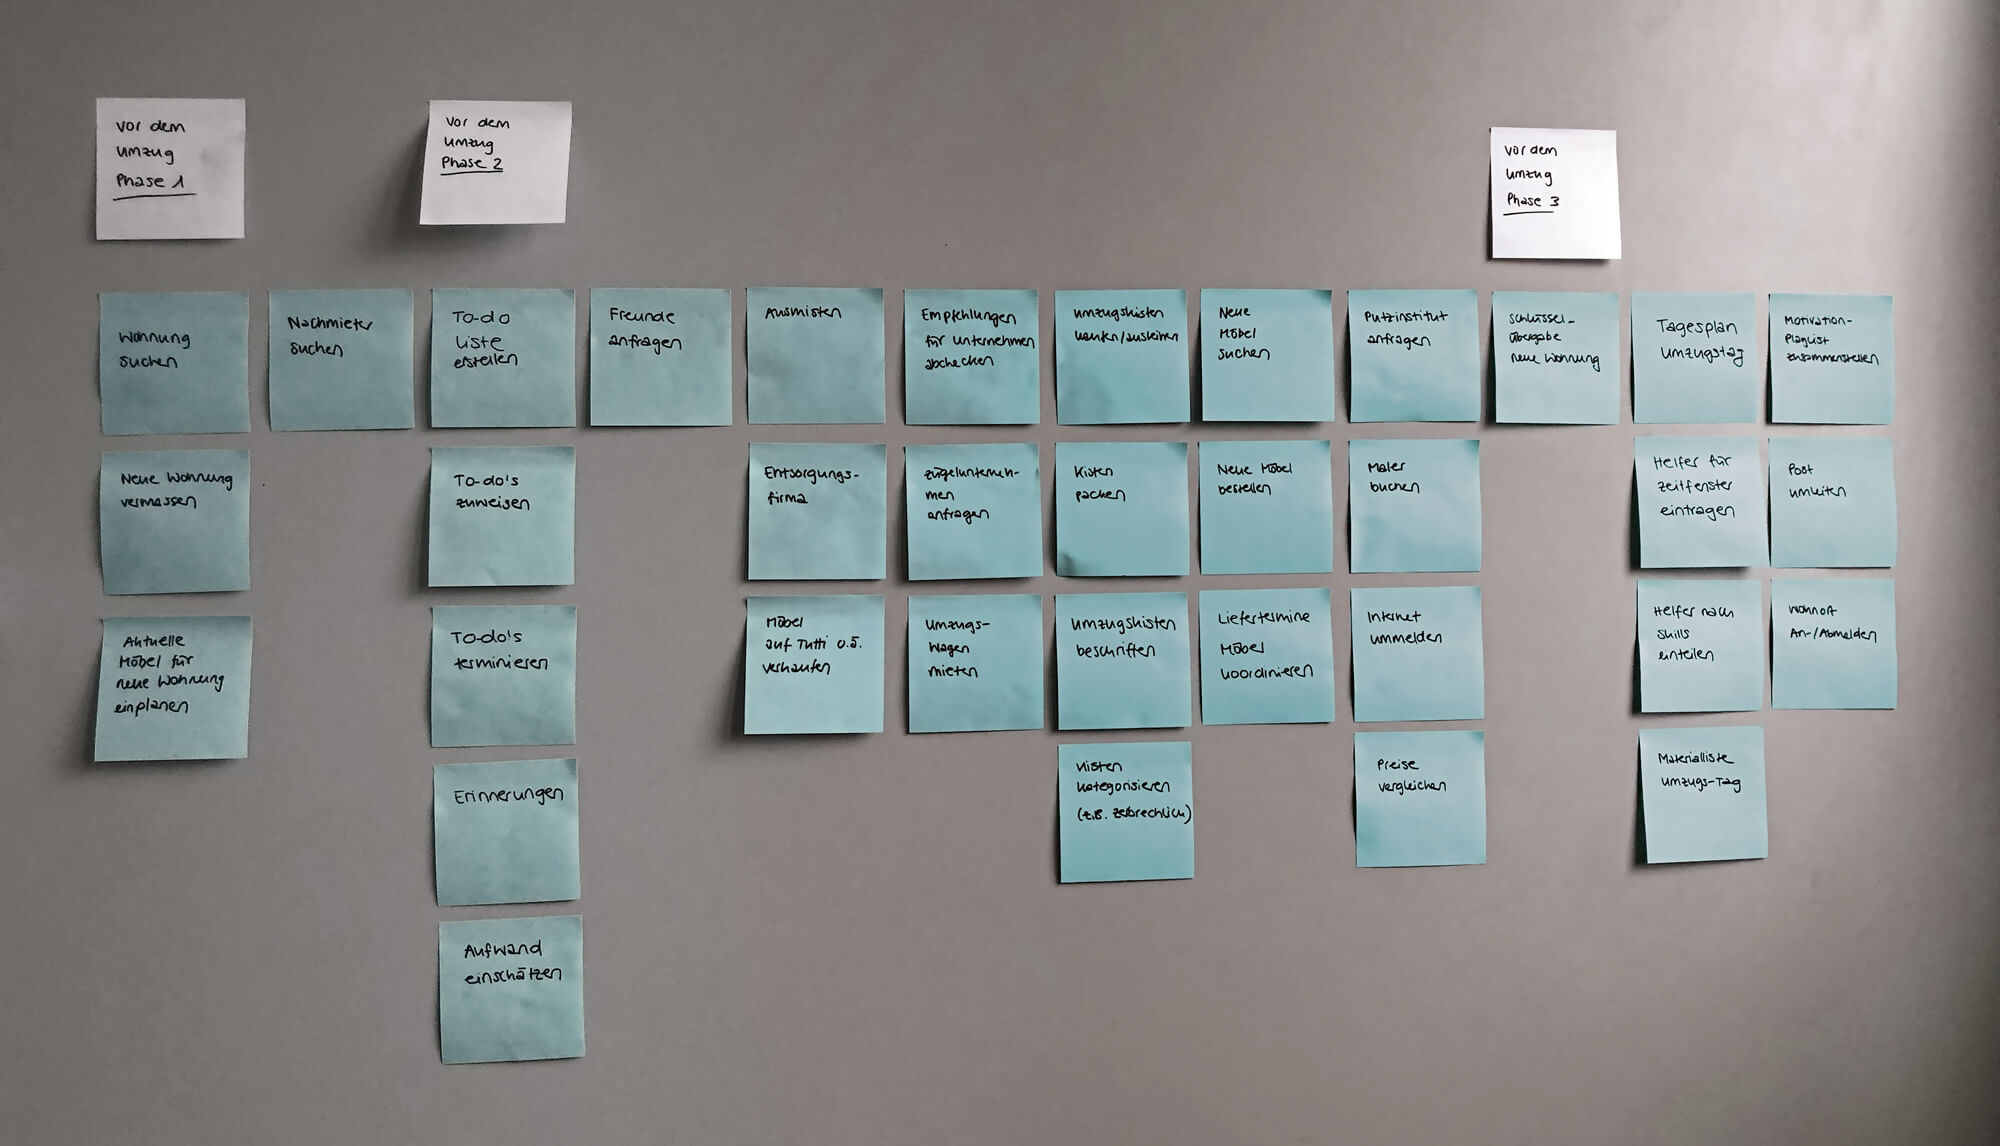 Vor dem
Umzug
Phase 1
Vor dem
Umzug
Phase 2
Vor dem
Umzug
Phase 3
Wohnung
suchen
Nachmieter
suchen
To-do
Liste
erstellen
Freunde
anfragen
Ausmisten
Empfehlungen
für Unternehmen
abchecken
Umzugskisten
kaufen/ausleihen
Neue
Möbel
suchen
Putzinstitut
anfragen
Schlüssel-
übergabe
neue Wohnung
Tagesplan
Umzugstag
Motivation-
Playlist
zusammenstellen
Neue Wohnung
vermassen
To-do's
zuweisen
Entsorgungs-
firma
Zügelunterneh-
men
anfragen
Kisten
packen
Neue Möbel
bestellen
Maler
buchen
Helfer für
Zeitfenster
eintragen
Post
umleiten
Aktuelle
Möbel für
neue Wohnung
einplanen
To-do's
terminieren
Möbel
auf Tutti o.ä.
verkaufen
Umzugs-
wagen
mieten
Umzugskisten
beschriften
Liefertermine
Möbel
koordinieren
Internet
ummelden
Helfer nach
Skills
einteilen
Wohnort
An-/Abmelden
Erinnerungen
Kisten
kategorisieren
(z.B. zerbrechlich)
Preise
vergleichen
Materialliste
Umzugs-Tag
Aufwand
einschätzen